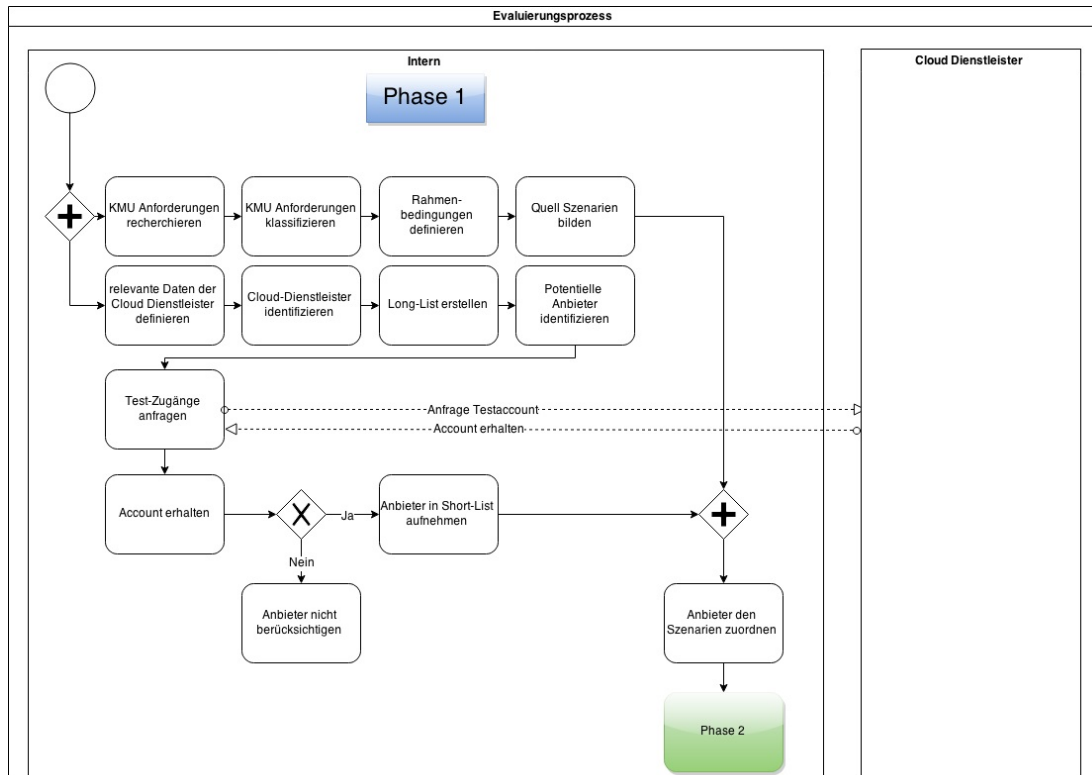 Evaluierungsprozess
Intern
Cloud Dienstleister
Phase 1
KMU Anforderungen
recherchieren
KMU Anforderungen
klassifizieren
Rahmen-
bedingungen
definieren
Quell Szenarien
bilden
relevante Daten der
Cloud Dienstleister
definieren
Cloud-Dienstleister
identifizieren
Long-List erstellen
Potentielle
Anbieter
identifizieren
Test-Zugänge
anfragen
Anfrage Testaccount
Account erhalten
Account erhalten
Ja
Anbieter in Short-List
aufnehmen
Nein
Anbieter nicht
berücksichtigen
Anbieter den
Szenarien zuordnen
Phase 2